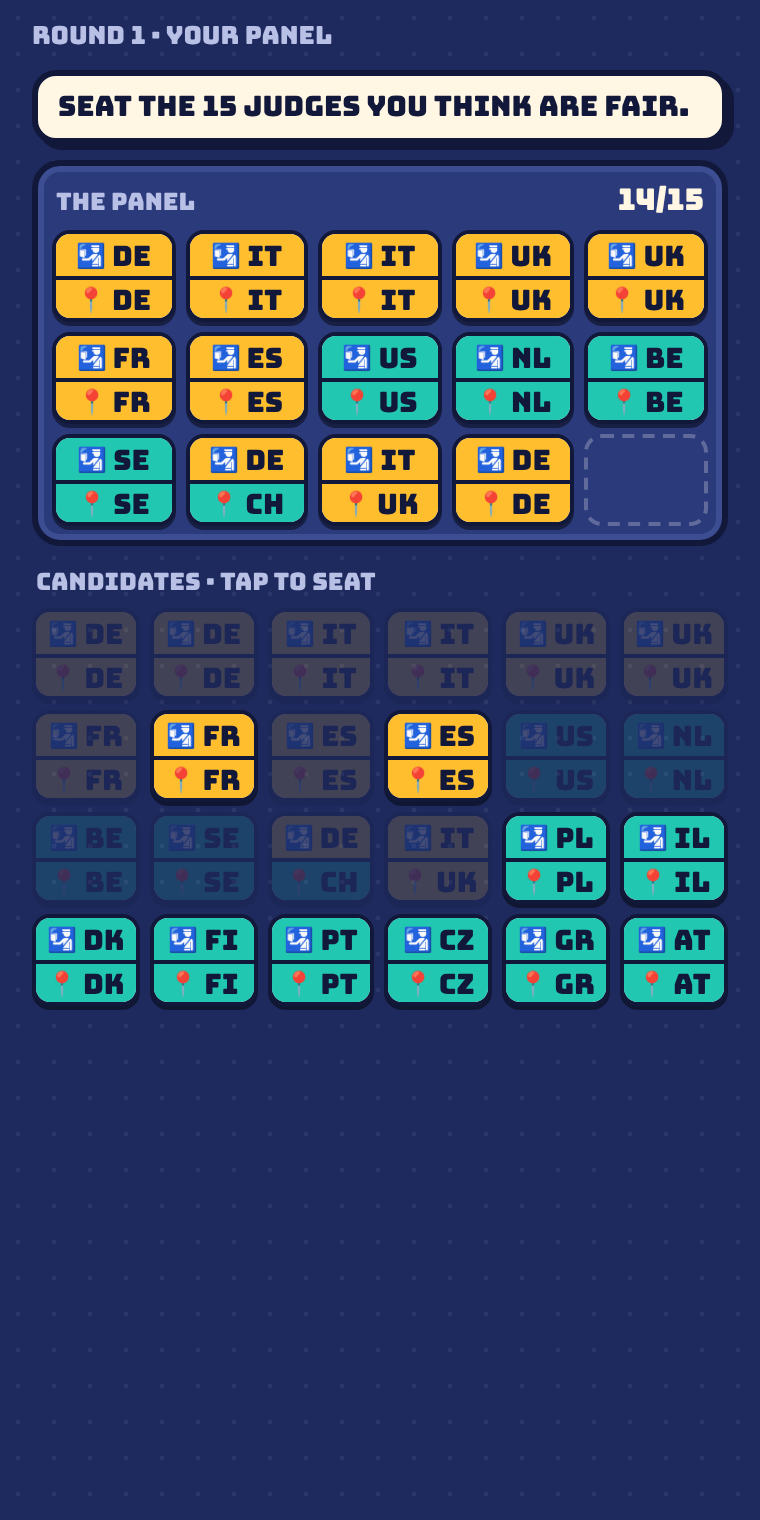 ROUND 1 · YOUR PANEL
SEAT THE 15 JUDGES YOU THINK ARE FAIR.
THE PANEL 14/15
🛂 DE 🛂 IT 🛂 IT 🛂 UK 🛂 UK
📍 DE 📍 IT 📍 IT 📍 UK 📍 UK
🛂 FR 🛂 ES 🛂 US 🛂 NL 🛂 BE
📍 FR 📍 ES 📍 US 📍 NL 📍 BE
🛂 SE 🛂 DE 🛂 IT 🛂 DE
📍 SE 📍 CH 📍 UK 📍 DE
CANDIDATES · TAP TO SEAT
🛂 DE 🛂 DE 🛂 IT 🛂 IT 🛂 UK 🛂 UK
📍 DE 📍 DE 📍 IT 📍 IT 📍 UK 📍 UK
🛂 FR 🛂 FR 🛂 ES 🛂 ES 🛂 US 🛂 NL
📍 FR 📍 FR 📍 ES 📍 ES 📍 US 📍 NL
🛂 BE 🛂 SE 🛂 DE 🛂 IT 🛂 PL 🛂 IL
📍 BE 📍 SE 📍 CH 📍 UK 📍 PL 📍 IL
🛂 DK 🛂 FI 🛂 PT 🛂 CZ 🛂 GR 🛂 AT
📍 DK 📍 FI 📍 PT 📍 CZ 📍 GR 📍 AT